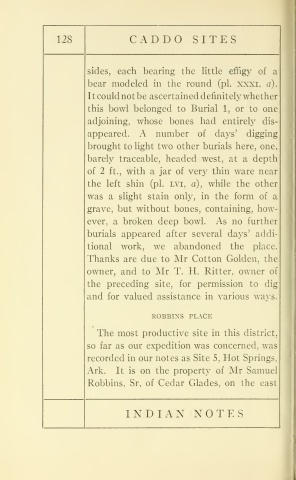 128
CADDO SITES
sides, each bearing the little effigy of a
bear modeled in the round (pl. XXXI, a).
It could not be ascertained definitely whether
this bowl belonged to Burial 1, or to one
adjoining, whose bones had entirely dis-
appeared. A number of days' digging
brought to light two other burials here, one,
barely traceable, headed west, at a depth
of 2 ft., with a jar of very thin ware near
the left shin (pl. LVI, a), while the other
was a slight stain only, in the form of a
grave, but without bones, containing, how-
ever, a broken deep bowl. As no further
burials appeared after several days' addi-
tional work, we abandoned the place.
Thanks are due to Mr Cotton Golden, the
owner, and to Mr T. H. Ritter, owner of
the preceding site, for permission to dig
and for valued assistance in various ways.
ROBBINS PLACE
The most productive site in this district,
so far as our expedition was concerned, was
recorded in our notes as Site 5, Hot Springs,
Ark. It is on the property of Mr Samuel
Robbins, Sr, of Cedar Glades, on the east
INDIAN NOTES